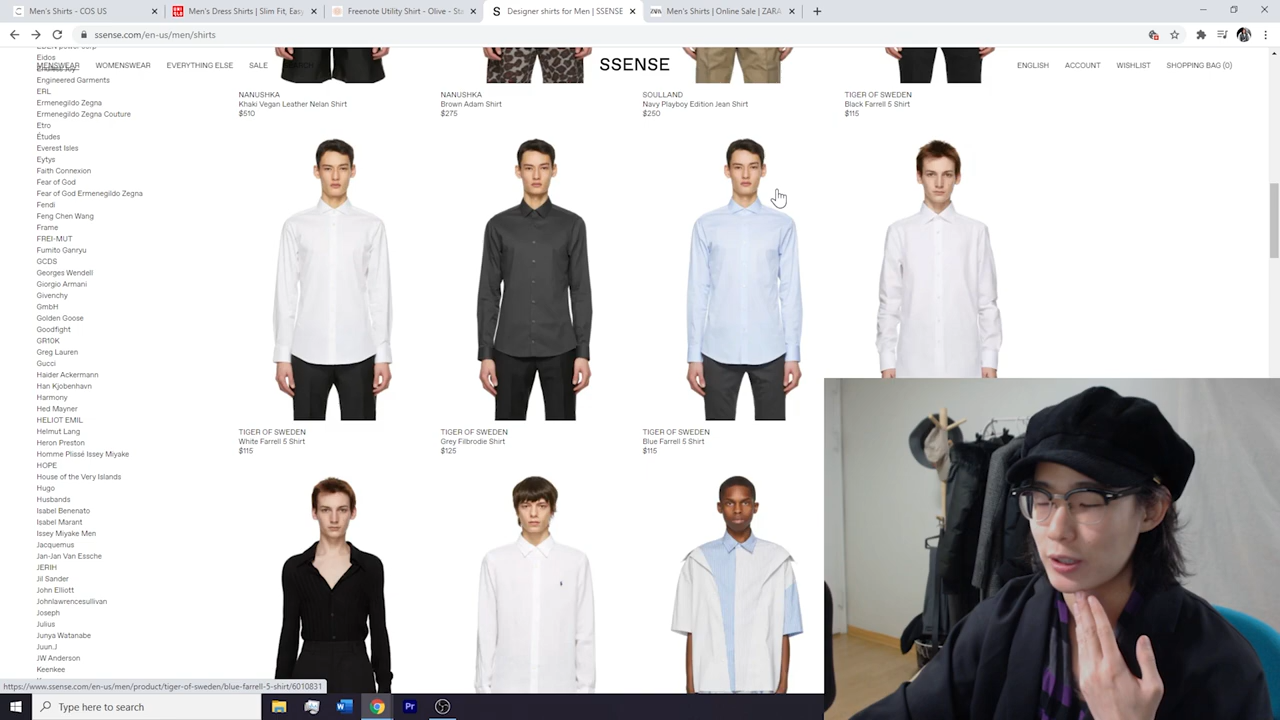 Men's Shirts - COS US
Men's Dress Shirts | Slim Fit, Easy
Freenote Utility Shirt - Olive - Sta
Designer shirts for Men | SSENSE
Men's Shirts | Online Sale | ZARA
ssense.com/en-us/men/shirts
MENSWEAR
WOMENSWEAR
EVERYTHING ELSE
SALE
SSENSE
ENGLISH
ACCOUNT
WISHLIST
SHOPPING BAG (0)
Eidos
Engineered Garments
ERL
Ermenegildo Zegna
Ermenegildo Zegna Couture
Etro
Études
Everest Isles
Eytys
Faith Connexion
Fear of God
Fear of God Ermenegildo Zegna
Fendi
Feng Chen Wang
Frame
FREI-MUT
Fumito Ganryu
GCDS
Georges Wendell
Giorgio Armani
Givenchy
GmbH
Golden Goose
Goodfight
GR10K
Greg Lauren
Gucci
Haider Ackermann
Han Kjobenhavn
Harmony
Hed Mayner
HELIOT EMIL
Helmut Lang
Heron Preston
Homme Plissé Issey Miyake
HOPE
House of the Very Islands
Hugo
Husbands
Isabel Benenato
Isabel Marant
Issey Miyake Men
Jacquemus
Jan-Jan Van Essche
JERIH
Jil Sander
John Elliott
Johnlawrencesullivan
Joseph
Julius
Junya Watanabe
Juun.J
JW Anderson
Keenkee
NANUSHKA
Khaki Vegan Leather Nelan Shirt
$510
NANUSHKA
Brown Adam Shirt
$275
SOULLAND
Navy Playboy Edition Jean Shirt
$250
TIGER OF SWEDEN
Black Farrell 5 Shirt
$115
TIGER OF SWEDEN
White Farrell 5 Shirt
$115
TIGER OF SWEDEN
Grey Filbrodie Shirt
$125
TIGER OF SWEDEN
Blue Farrell 5 Shirt
$115
https://www.ssense.com/en-us/men/product/tiger-of-sweden/blue-farrell-5-shirt/6010831
Type here to search